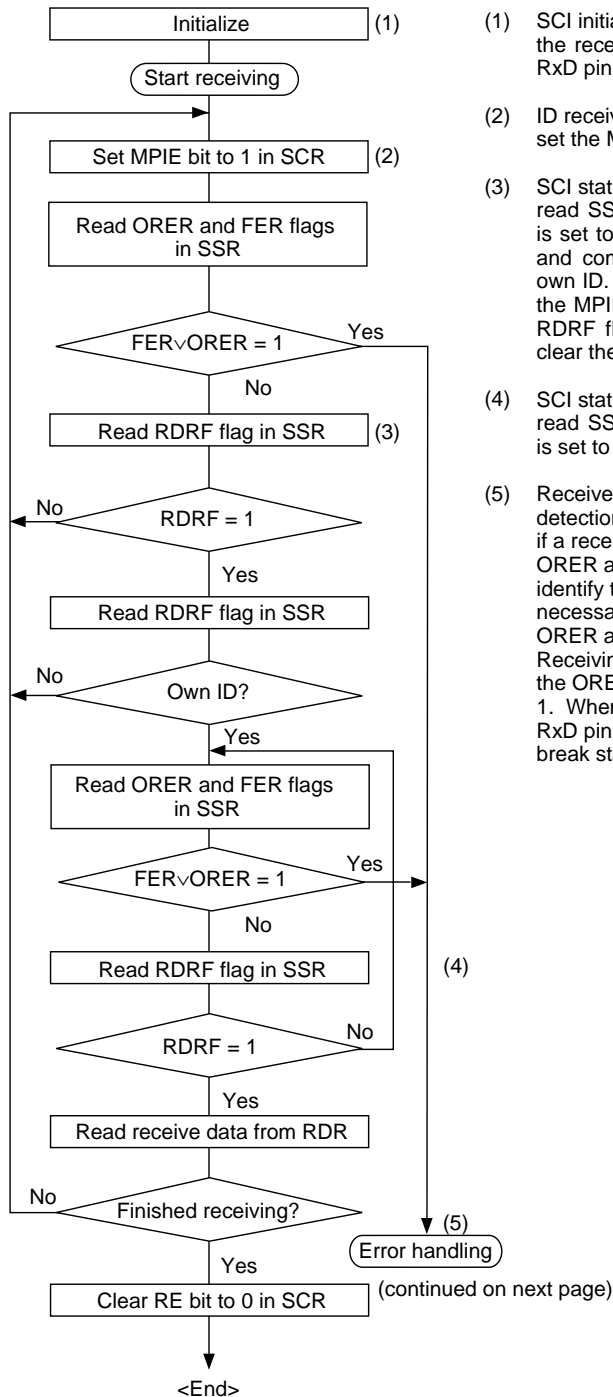 Initialize (1)
Start receiving
Set MPIE bit to 1 in SCR (2)
Read ORER and FER flags
in SSR
FER∨ORER = 1
Yes
No
Read RDRF flag in SSR (3)
No
RDRF = 1
Yes
Read RDRF flag in SSR
No
Own ID?
Yes
Read ORER and FER flags
in SSR
FER∨ORER = 1
Yes
No
Read RDRF flag in SSR (4)
RDRF = 1
No
Yes
Read receive data from RDR
No
Finished receiving?
Yes
(5)
Error handling
(continued on next page)
Clear RE bit to 0 in SCR
<End>
(1) SCI initia
the recei
RxD pin
(2) ID receiv
set the M
(3) SCI stat
read SS
is set to
and con
own ID.
the MPI
RDRF f
clear the
(4) SCI stat
read SS
is set to
(5) Receive
detection
if a rece
ORER a
identify t
necessa
ORER a
Receivin
the ORE
1. When
RxD pin
break sta